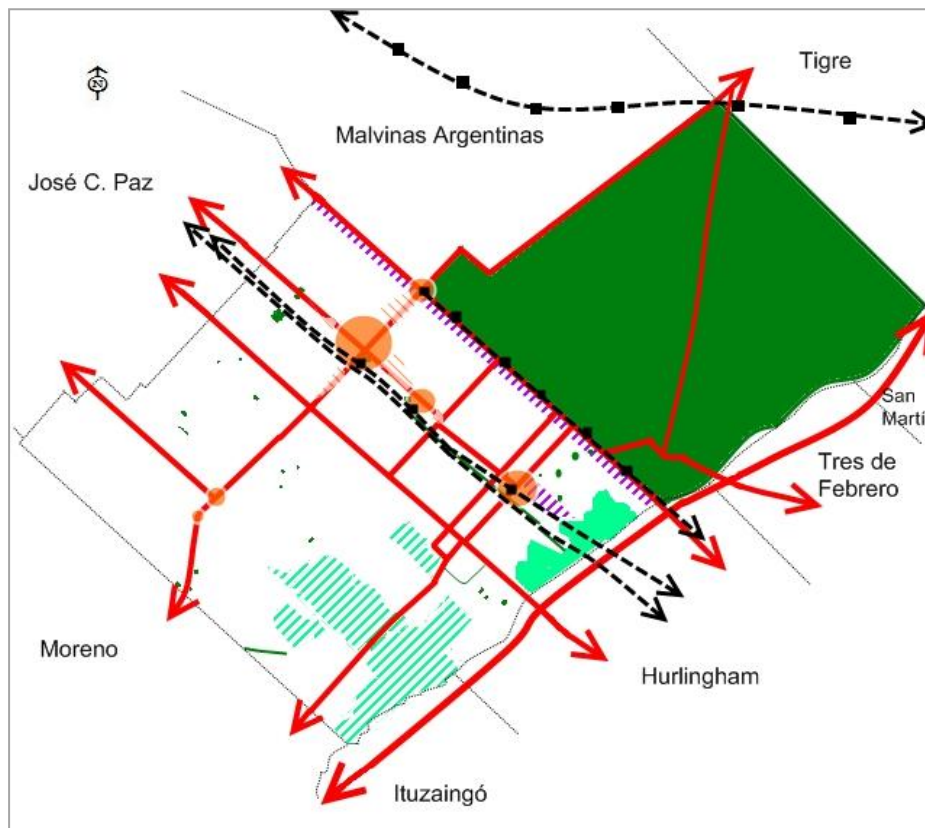 Tigre
N
Malvinas Argentinas
José C. Paz
San
Martí
Tres de
Febrero
Moreno
Hurlingham
Ituzaingó